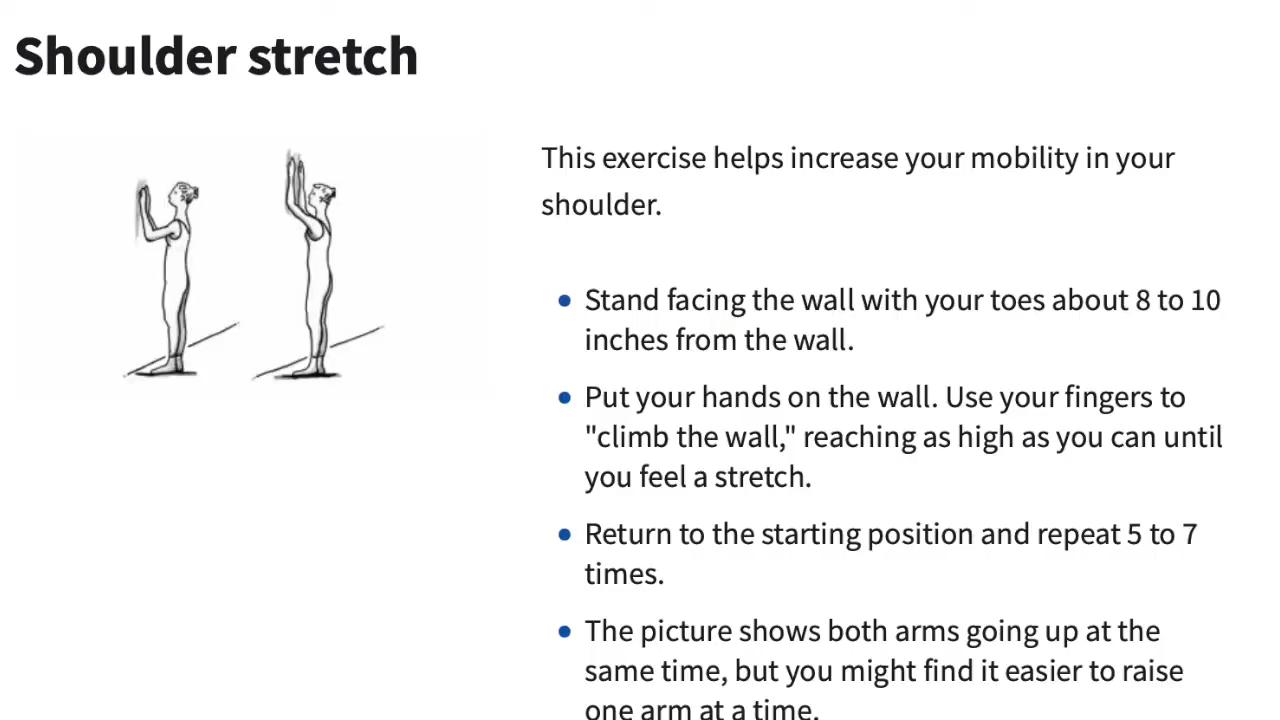 Shoulder stretch
This exercise helps increase your mobility in your
shoulder.
• Stand facing the wall with your toes about 8 to 10
inches from the wall.
• Put your hands on the wall. Use your fingers to
"climb the wall," reaching as high as you can until
you feel a stretch.
• Return to the starting position and repeat 5 to 7
times.
• The picture shows both arms going up at the
same time, but you might find it easier to raise
one arm at a time.